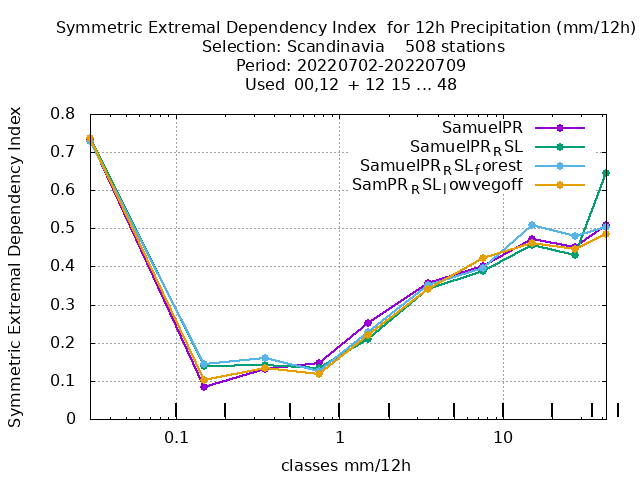 Symmetric Extremal Dependency Index  for 12h Precipitation (mm/12h)
Selection: Scandinavia    508 stations
Period: 20220702-20220709
Used  00,12  + 12 15 ... 48
Symmetric Extremal Dependency Index
0.8
0.7
0.6
0.5
0.4
0.3
0.2
0.1
0
SamuelPR
SamuelPR_RSL
SamuelPR_RSL_forest
SamPR_RSL_lowvegoff
0.1 1 10
classes mm/12h